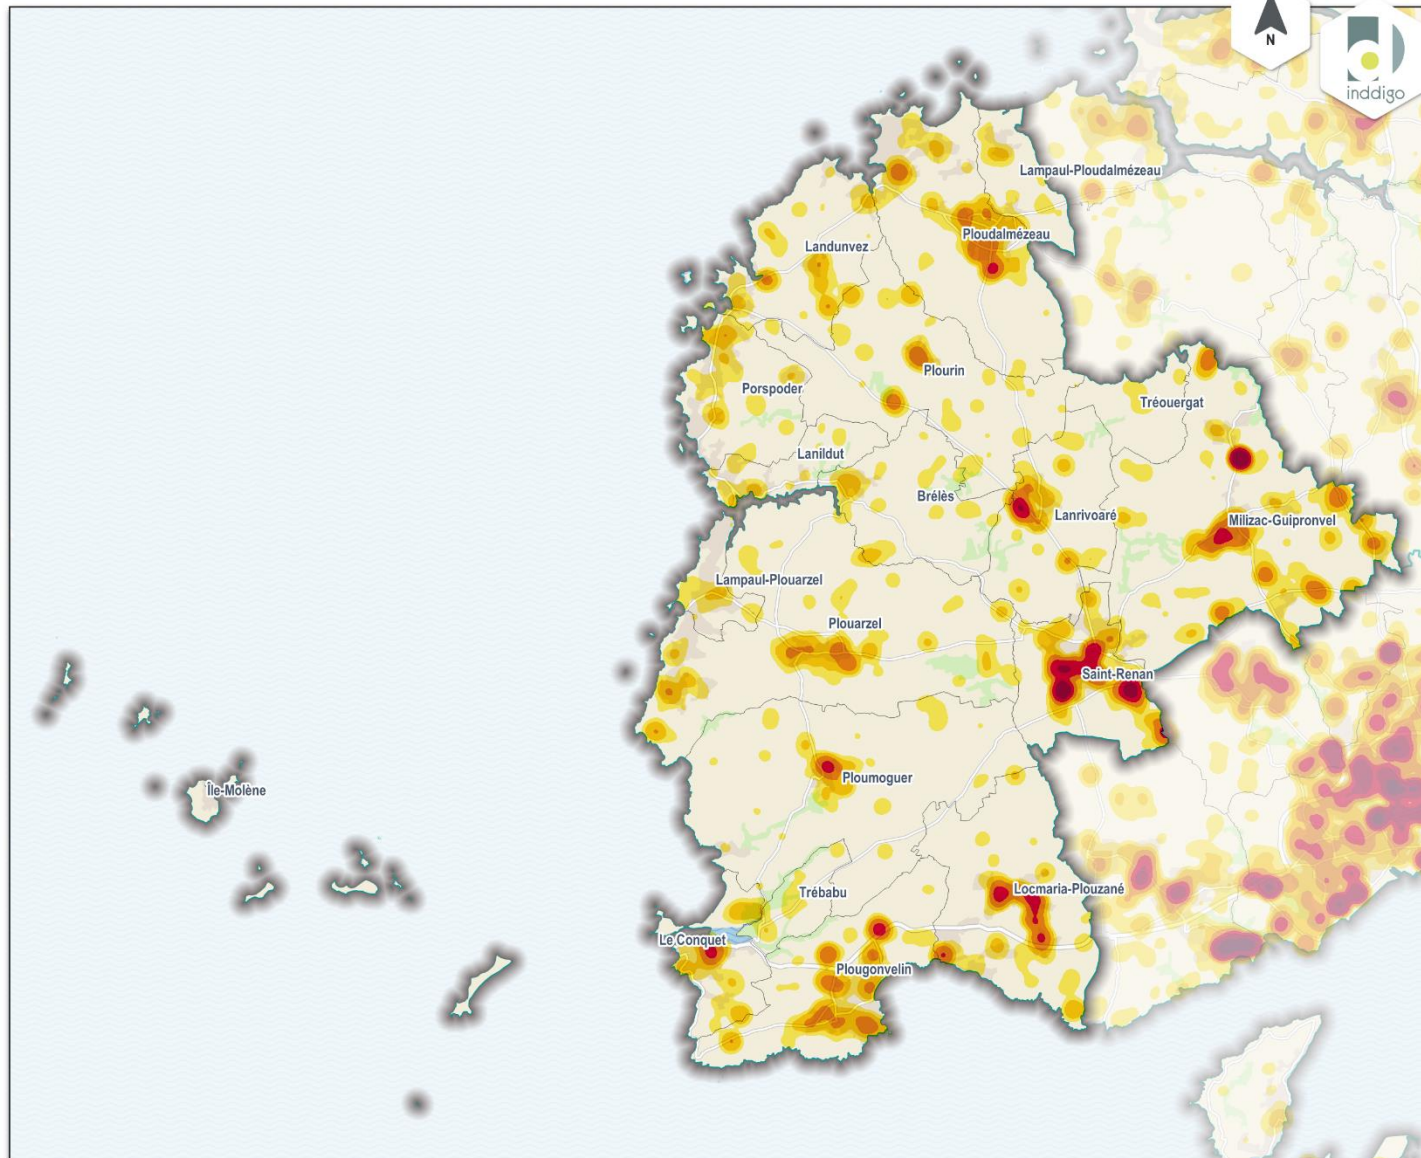 N
inddigo
Lampaul-Ploudalmézeau
Ploudalmézeau
Landunvez
Plourin
Porspoder
Tréouergat
Lanildut
Brélès
Lanrivoaré
Milizac-Guipronvel
Lampaul-Plouarzel
Plouarzel
Saint-Renan
Ploumoguer
Île-Molène
Trébabu
Locmaria-Plouzané
Le Conquet
Plougonvelin